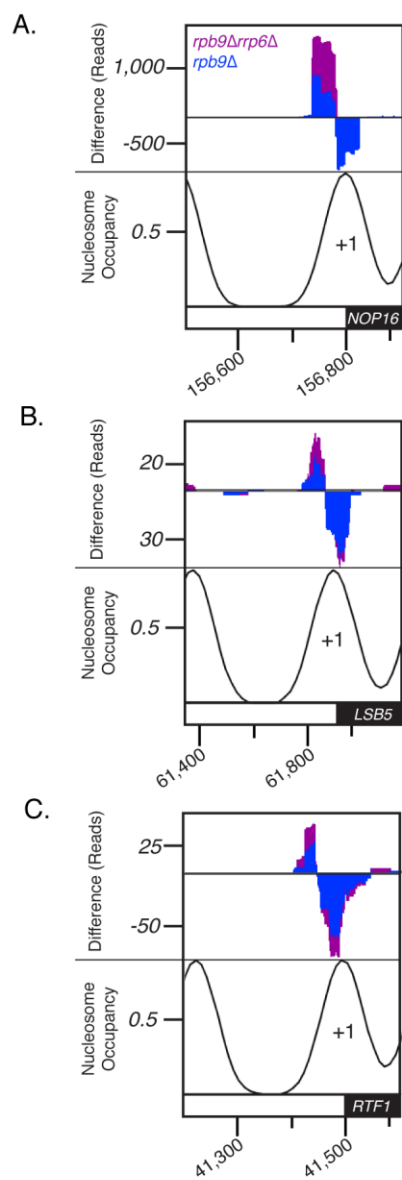 A.
rpb9Δrrp6Δ
rpb9Δ
Difference (Reads)
1,000
-500
Nucleosome
Occupancy
0.5
+1
NOP16
156,600
156,800
B.
Difference (Reads)
20
30
Nucleosome
Occupancy
0.5
+1
LSB5
61,400
61,800
C.
Difference (Reads)
25
-50
Nucleosome
Occupancy
0.5
+1
RTF1
41,300
41,500